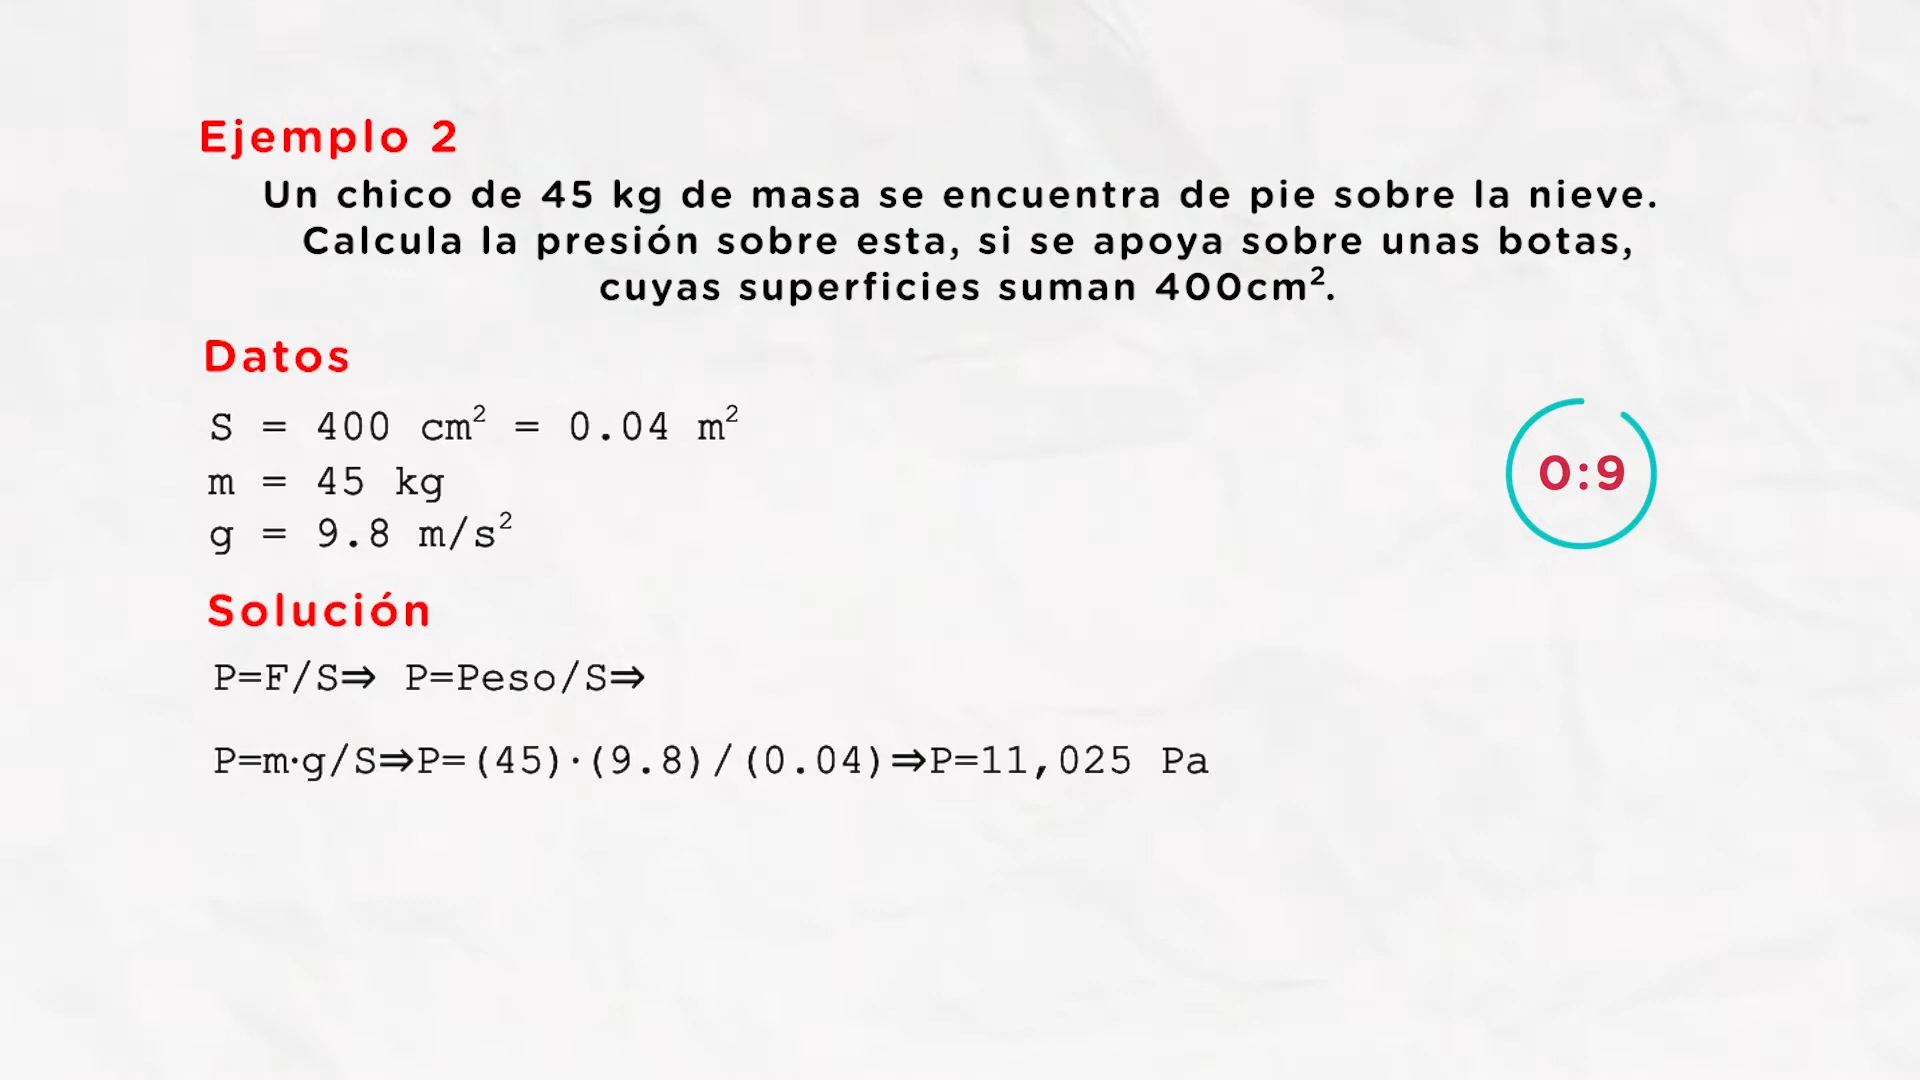 Ejemplo 2
Un chico de 45 kg de masa se encuentra de pie sobre la nieve.
Calcula la presión sobre esta, si se apoya sobre unas botas,
cuyas superficies suman 400cm².
Datos
S = 400 cm² = 0.04 m²
m = 45 kg
g = 9.8 m/s²
0:9
Solución
P=F/S⇒ P=Peso/S⇒
P=m·g/S⇒P=(45)·(9.8)/(0.04)⇒P=11,025 Pa